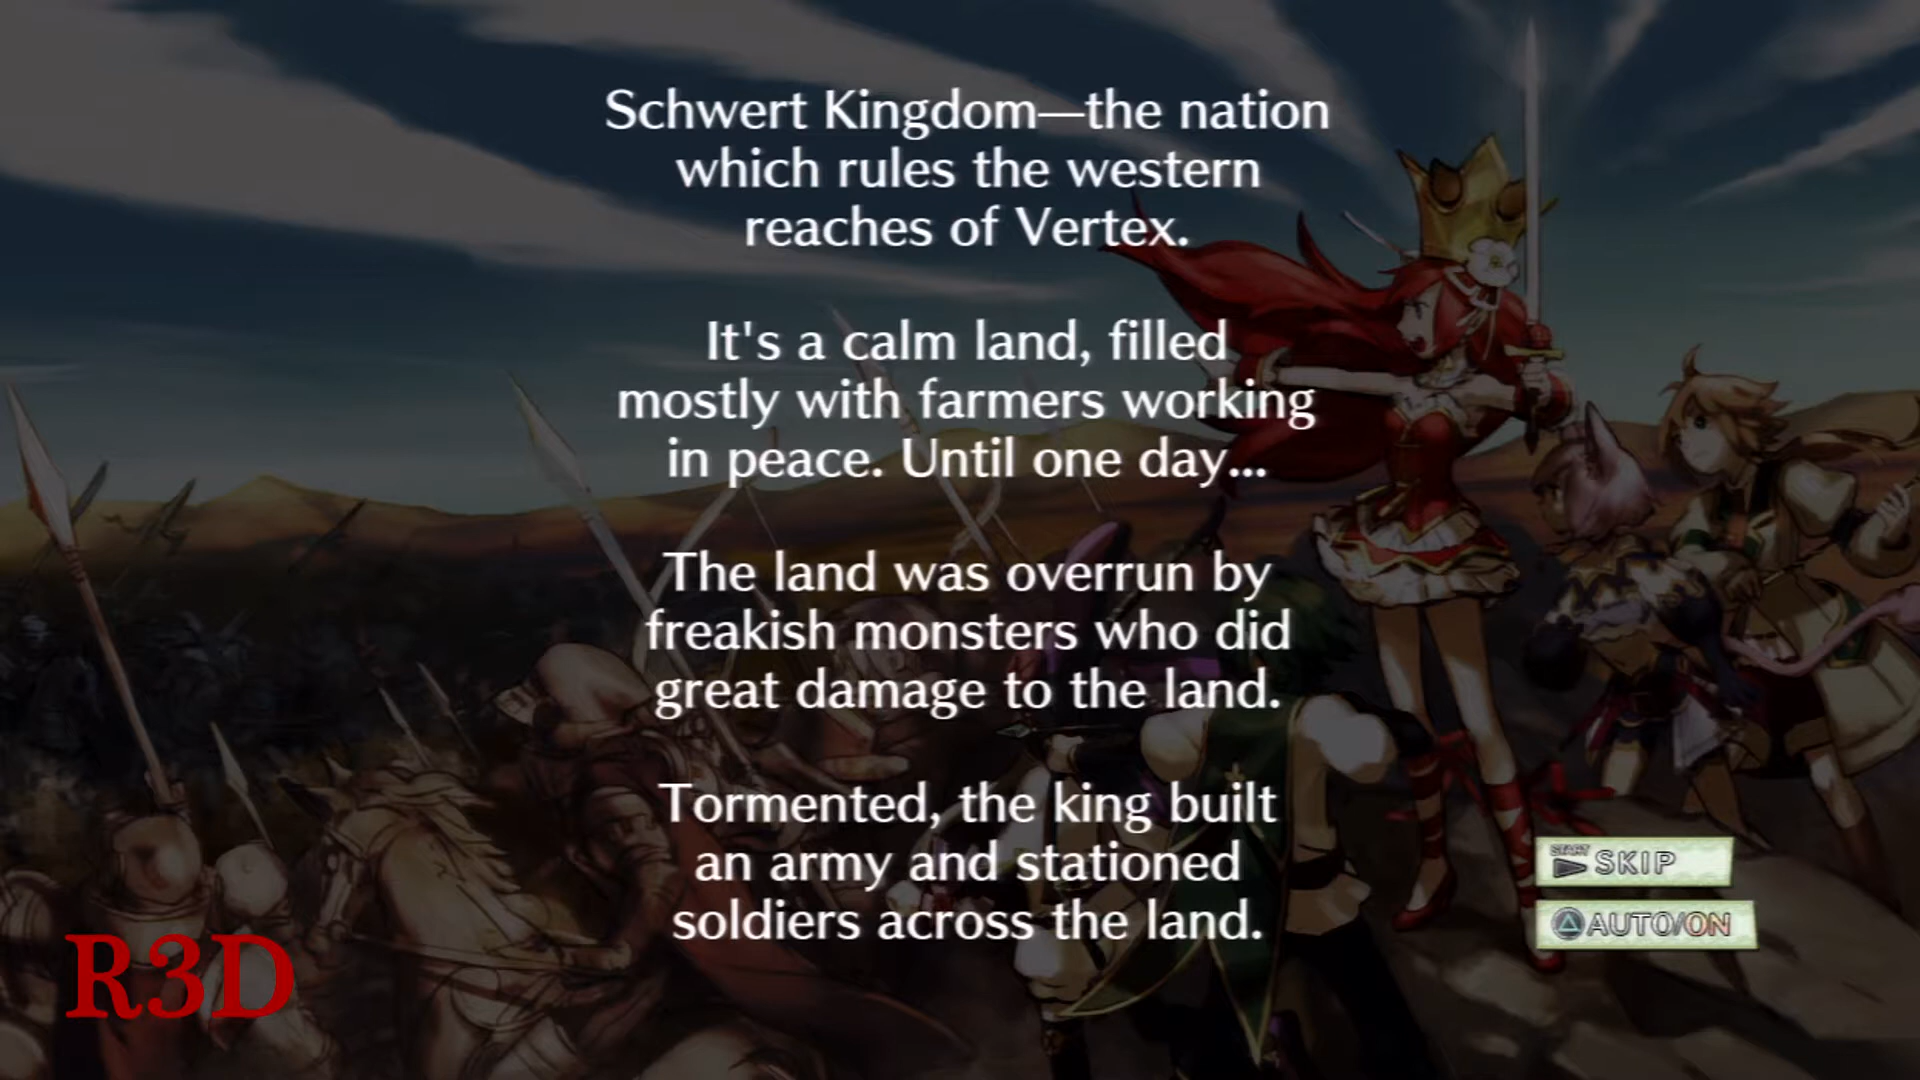 Schwert Kingdom—the nation
which rules the western
reaches of Vertex.
It's a calm land, filled
mostly with farmers working
in peace. Until one day...
The land was overrun by
freakish monsters who did
great damage to the land.
Tormented, the king built
an army and stationed
soldiers across the land.
START SKIP
AUTO/ON
R3D